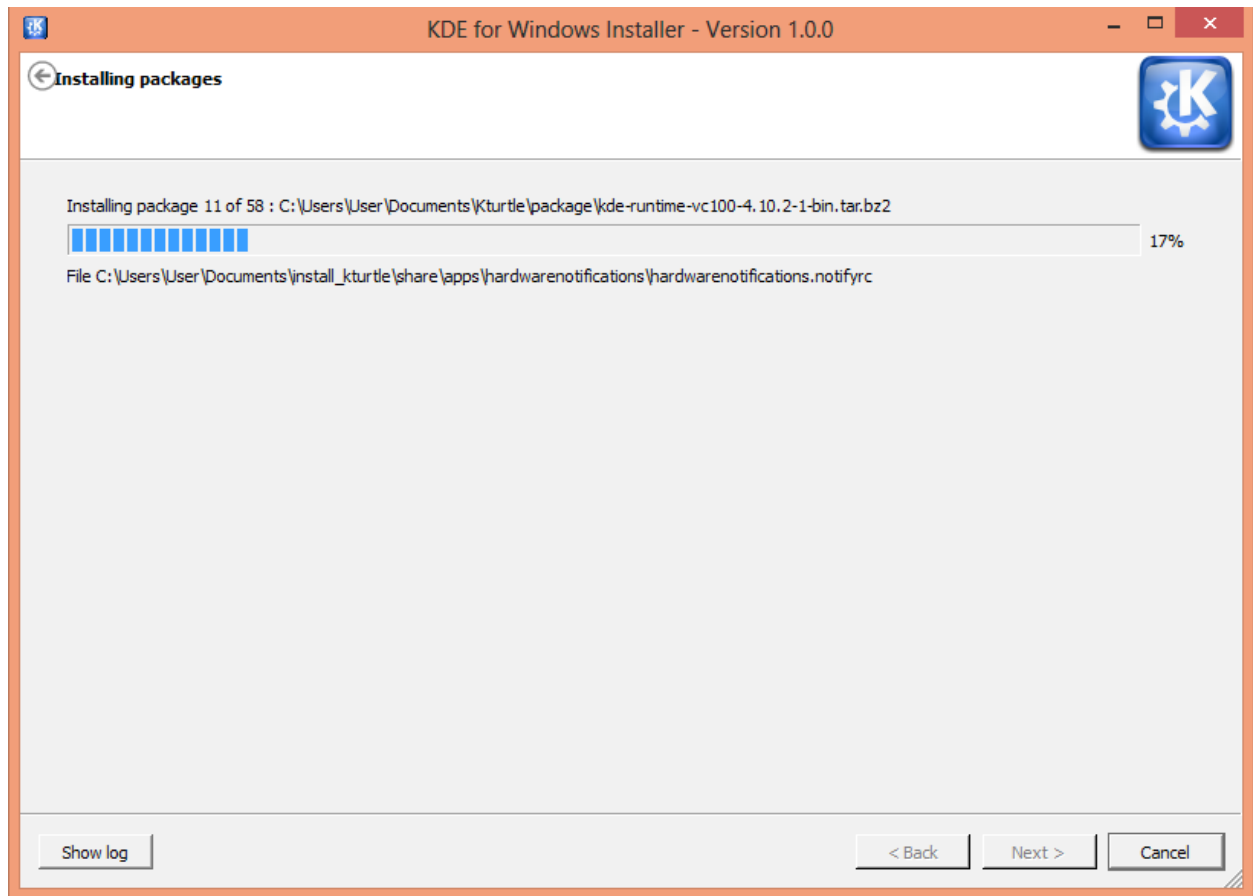 KDE for Windows Installer - Version 1.0.0
Installing packages
Installing package 11 of 58 : C:\Users\User\Documents\Kturtle\package\kde-runtime-vc100-4.10.2-1-bin.tar.bz2
17%
File C:\Users\User\Documents\install_kturtle\share\apps\hardwarenotifications\hardwarenotifications.notifyrc
Show log
< Back
Next >
Cancel